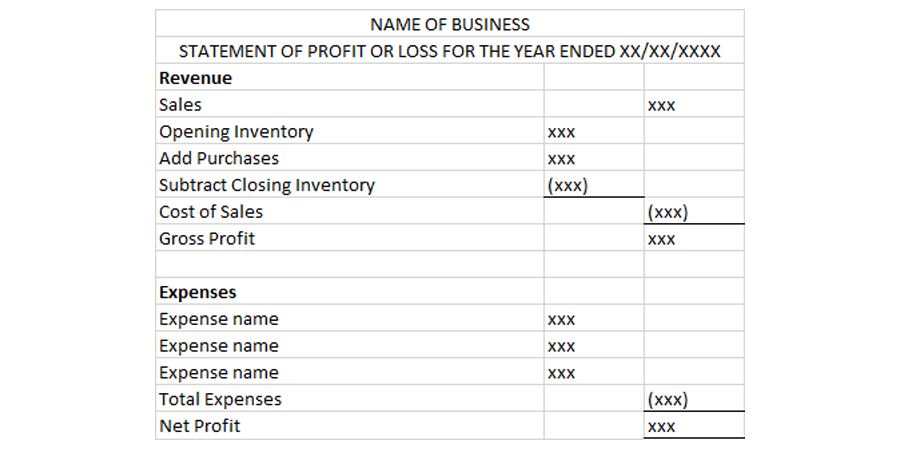 NAME OF BUSINESS
STATEMENT OF PROFIT OR LOSS FOR THE YEAR ENDED XX/XX/XXXX
Revenue
Sales xxx
Opening Inventory xxx
Add Purchases xxx
Subtract Closing Inventory (xxx)
Cost of Sales (xxx)
Gross Profit xxx
Expenses
Expense name xxx
Expense name xxx
Expense name xxx
Total Expenses (xxx)
Net Profit xxx